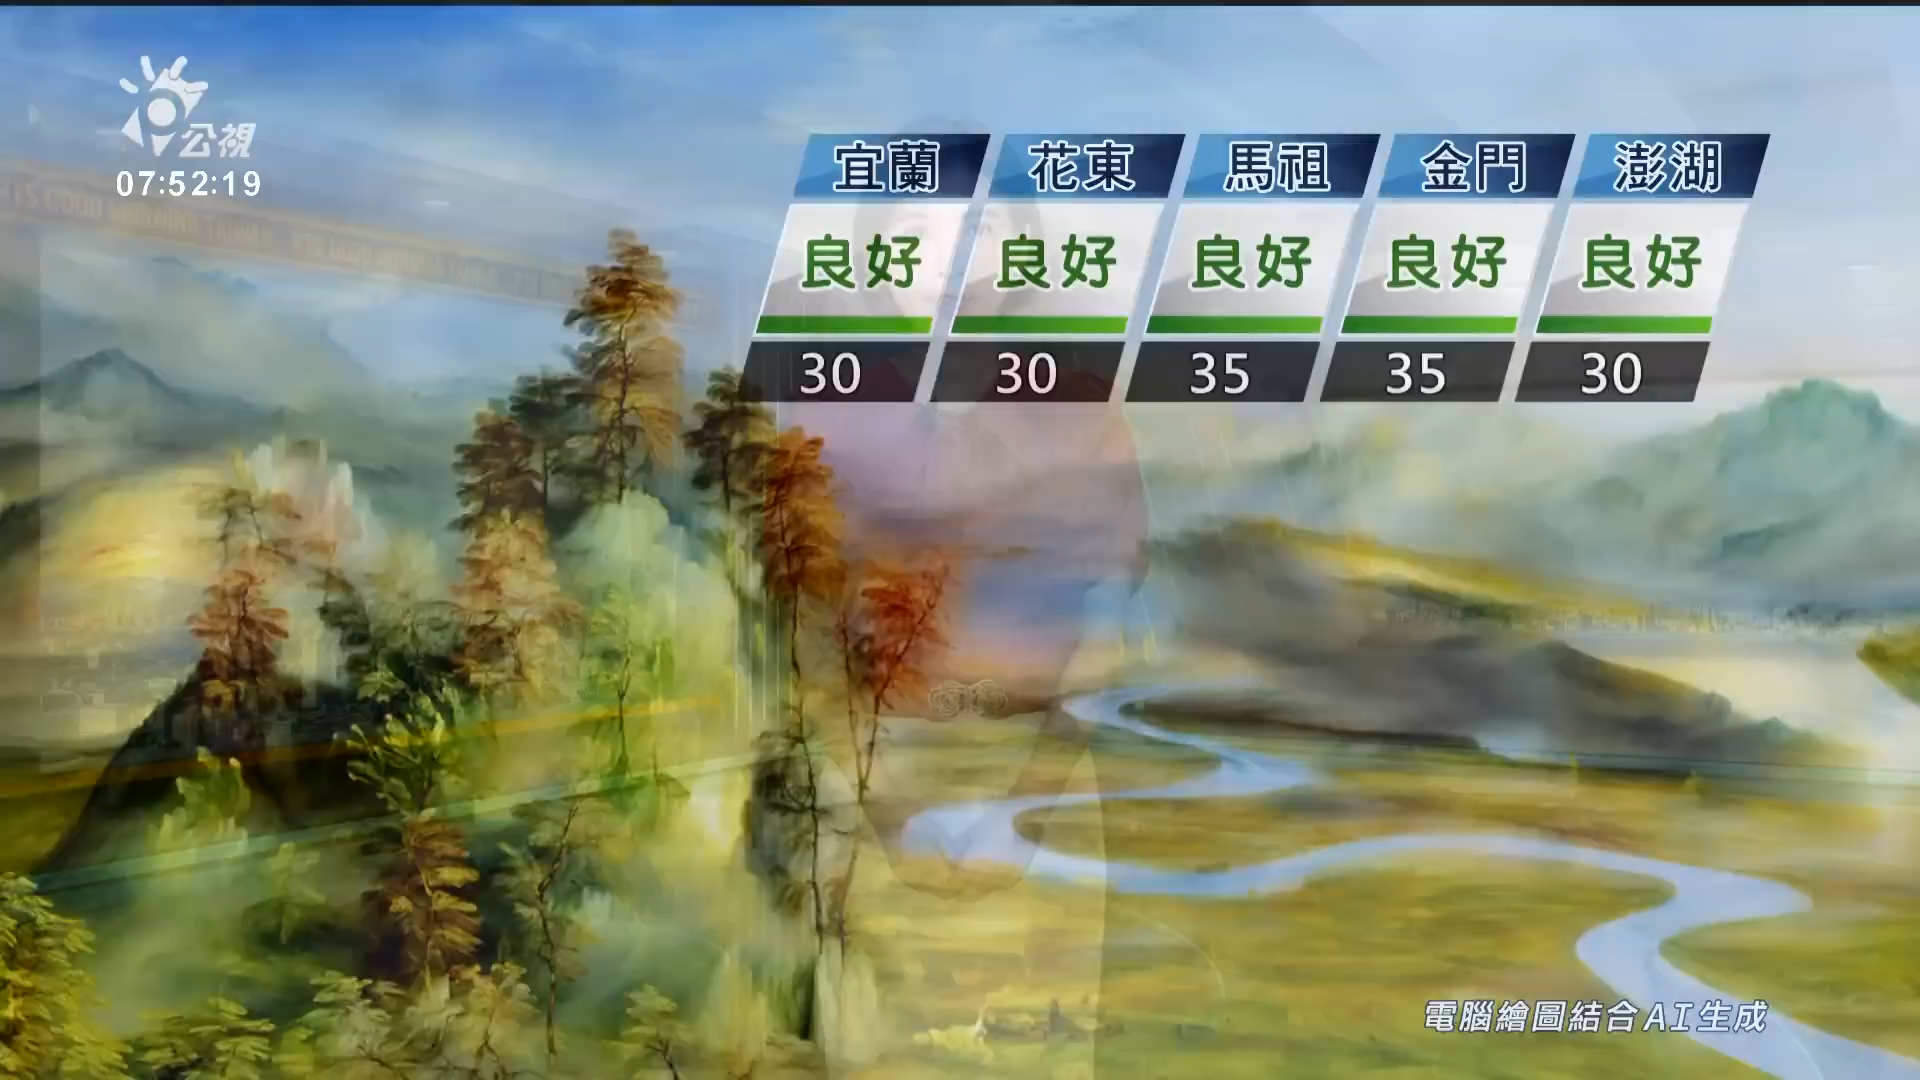 公視
07:52:19
宜蘭 花東 馬祖 金門 澎湖
良好 良好 良好 良好 良好
30 30 35 35 30
電腦繪圖結合AI生成